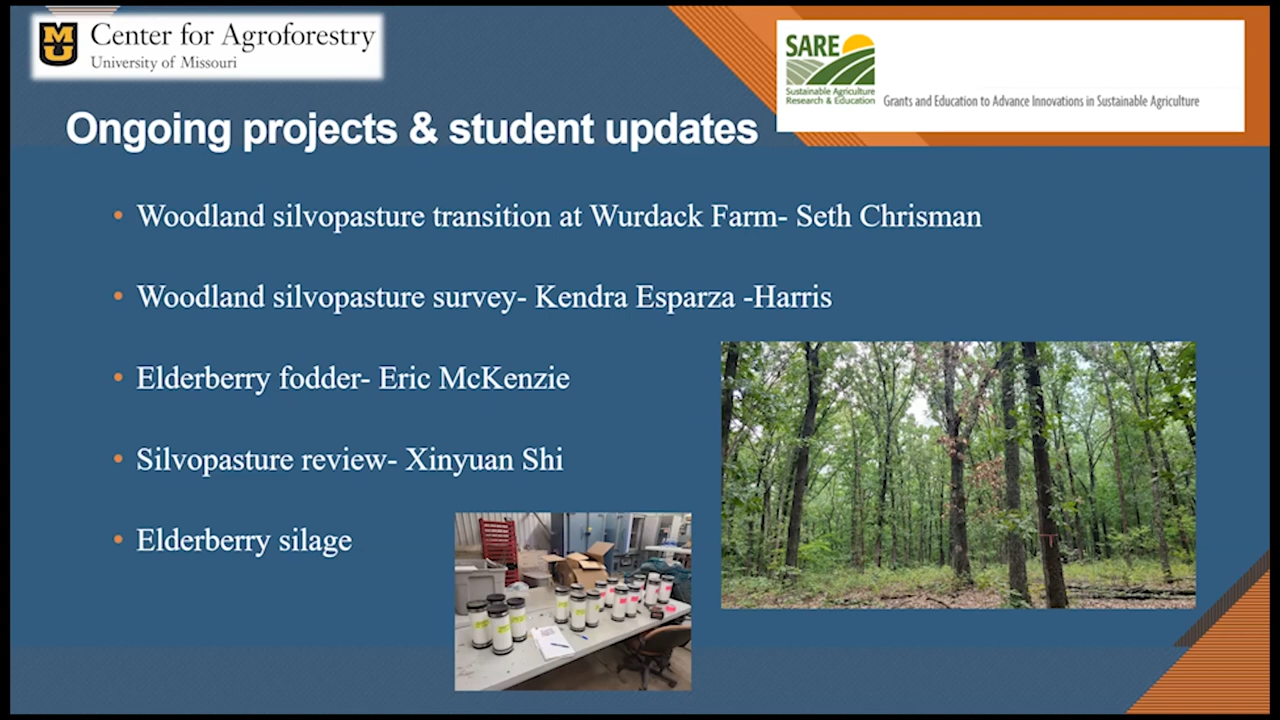 MU
Center for Agroforestry
University of Missouri
SARE
Sustainable Agriculture
Research & Education
Grants and Education to Advance Innovations in Sustainable Agriculture
Ongoing projects & student updates
• Woodland silvopasture transition at Wurdack Farm- Seth Chrisman
• Woodland silvopasture survey- Kendra Esparza -Harris
• Elderberry fodder- Eric McKenzie
• Silvopasture review- Xinyuan Shi
• Elderberry silage